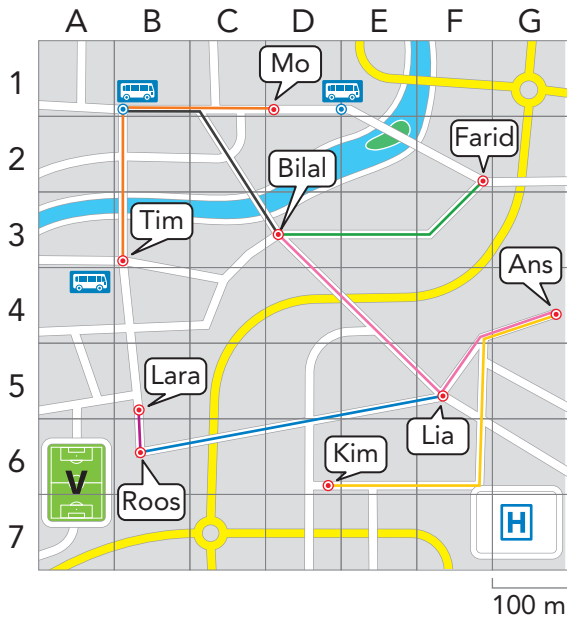 A B C D E F G
1
Mo
2
Farid
Bilal
3
Tim
Ans
4
5
Lara
Lia
6
Kim
V
Roos
H
7
100 m